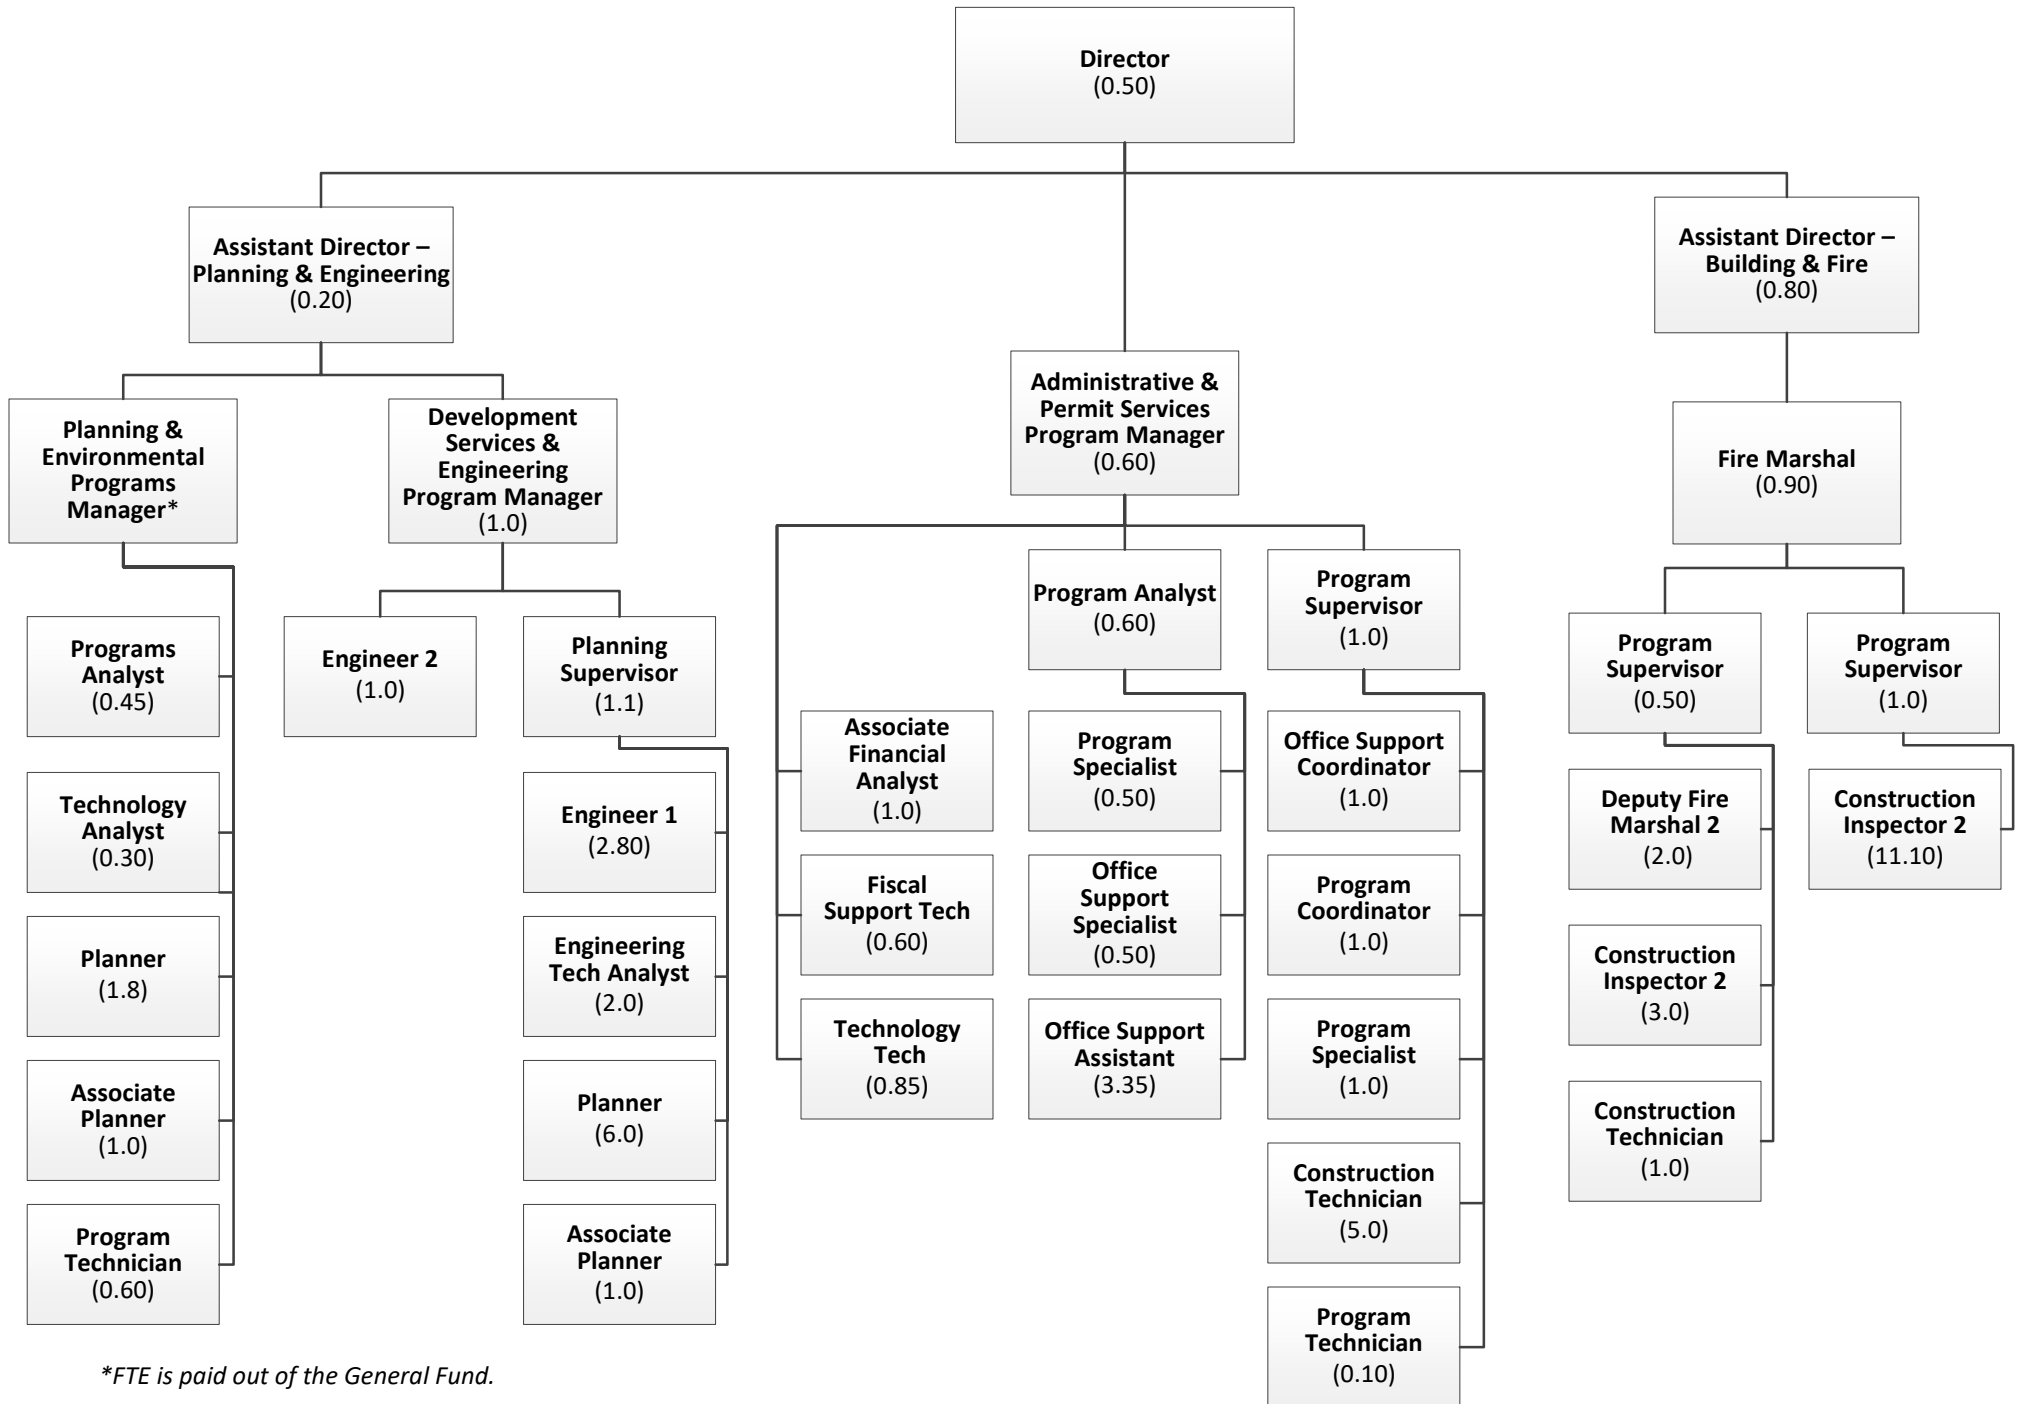 Director
(0.50)
Assistant Director –
Planning & Engineering
(0.20)
Assistant Director –
Building & Fire
(0.80)
Administrative &
Permit Services
Program Manager
(0.60)
Planning &
Environmental
Programs
Manager*
Development
Services &
Engineering
Program Manager
(1.0)
Fire Marshal
(0.90)
Programs
Analyst
(0.45)
Technology
Analyst
(0.30)
Planner
(1.8)
Associate
Planner
(1.0)
Program
Technician
(0.60)
Engineer 2
(1.0)
Planning
Supervisor
(1.1)
Engineer 1
(2.80)
Engineering
Tech Analyst
(2.0)
Planner
(6.0)
Associate
Planner
(1.0)
Associate
Financial
Analyst
(1.0)
Fiscal
Support Tech
(0.60)
Technology
Tech
(0.85)
Program Analyst
(0.60)
Program
Specialist
(0.50)
Office
Support
Specialist
(0.50)
Office Support
Assistant
(3.35)
Program
Supervisor
(1.0)
Office Support
Coordinator
(1.0)
Program
Coordinator
(1.0)
Program
Specialist
(1.0)
Construction
Technician
(5.0)
Program
Technician
(0.10)
Program
Supervisor
(0.50)
Deputy Fire
Marshal 2
(2.0)
Construction
Inspector 2
(3.0)
Construction
Technician
(1.0)
Program
Supervisor
(1.0)
Construction
Inspector 2
(11.10)
*FTE is paid out of the General Fund.